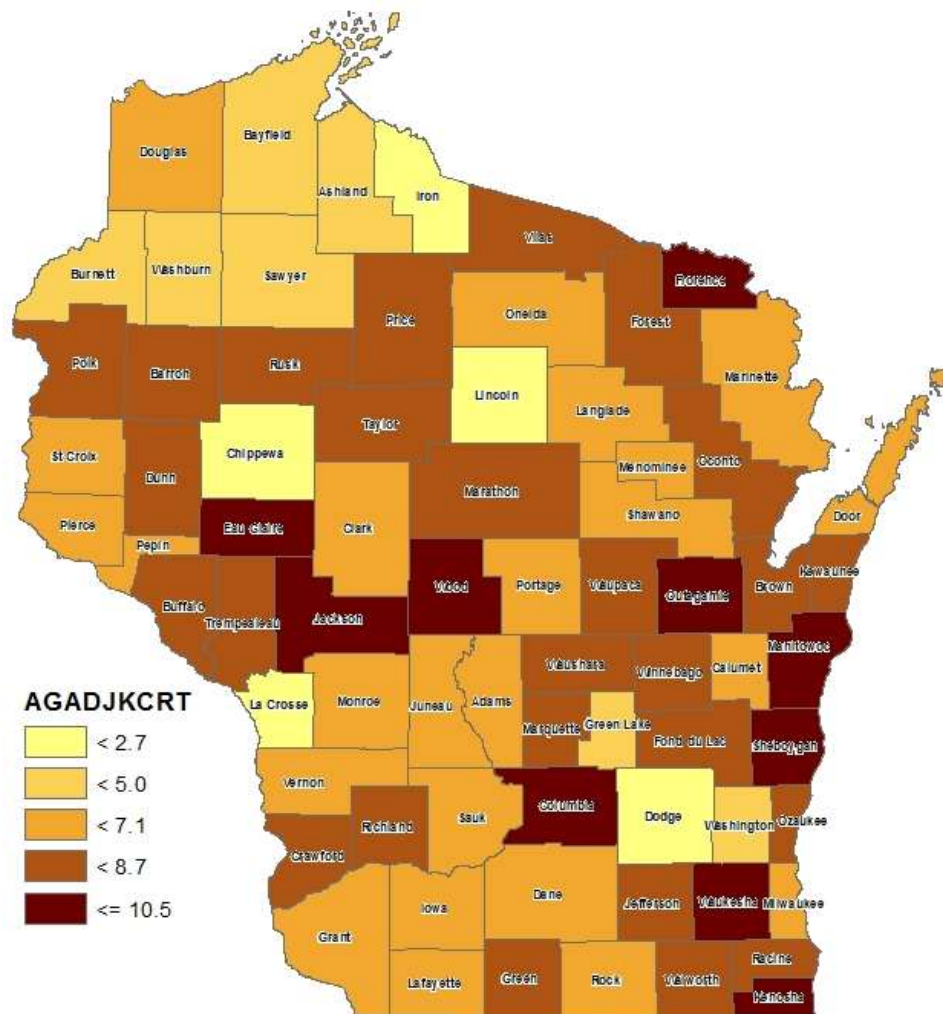 Bayfield
Douglas
Ashland
Iron
Vilas
Burnett
Washburn
Sawyer
Florence
Price
Oneida
Forest
Polk
Barron
Rusk
Marinette
Lincoln
Langlade
Taylor
Chippewa
St Croix
Menominee
Oconto
Dunn
Marathon
Pierce
Eau Claire
Clark
Shawano
Door
Pepin
Wood
Portage
Waupaca
Outagamie
Brown
Kewaunee
Buffalo
Trempealeau
Jackson
Manitowoc
Waushara
Winnebago
Calumet
AGADJKCRT
La Crosse
Monroe
Juneau
Adams
Marquette
Green Lake
Fond du Lac
Sheboygan
< 2.7
< 5.0
Vernon
Columbia
Dodge
Washington
Ozaukee
< 7.1
Richland
Sauk
< 8.7
Crawford
<= 10.5
Iowa
Dane
Jefferson
Waukesha
Milwaukee
Grant
Lafayette
Green
Rock
Walworth
Racine
Kenosha